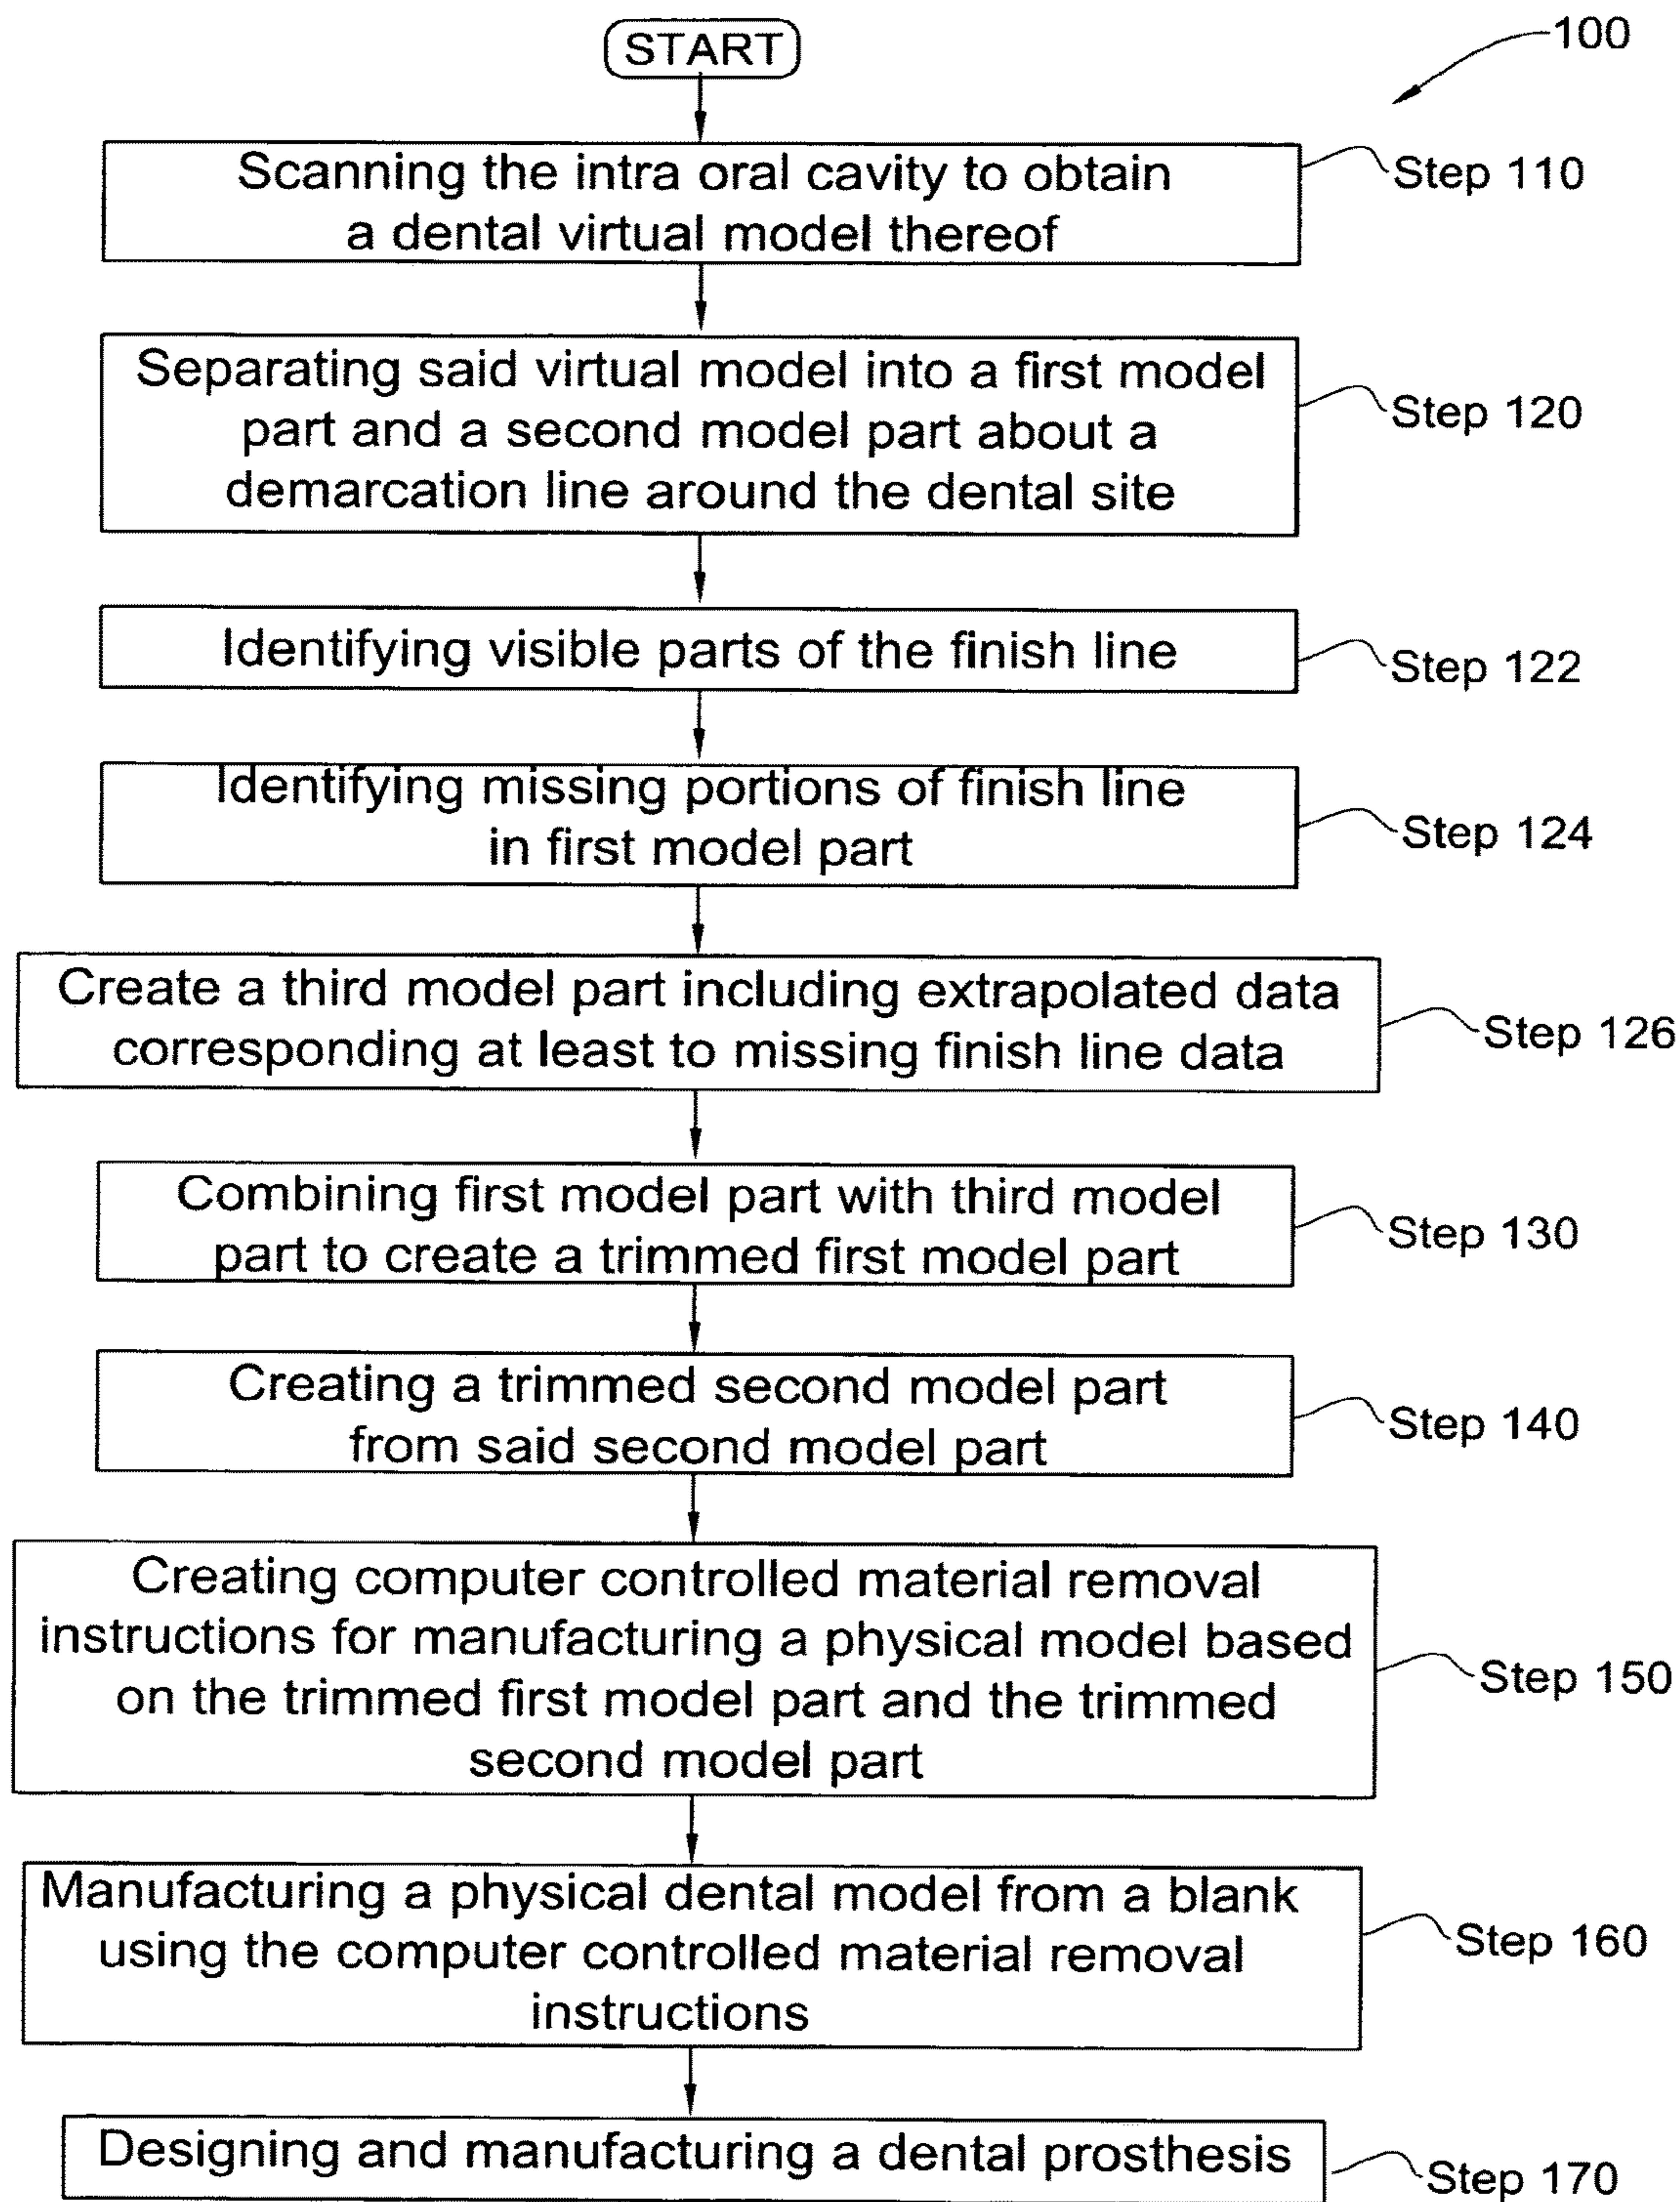 START
100
Scanning the intra oral cavity to obtain
a dental virtual model thereof
Step 110
Separating said virtual model into a first model
part and a second model part about a
demarcation line around the dental site
Step 120
Identifying visible parts of the finish line
Step 122
Identifying missing portions of finish line
in first model part
Step 124
Create a third model part including extrapolated data
corresponding at least to missing finish line data
Step 126
Combining first model part with third model
part to create a trimmed first model part
Step 130
Creating a trimmed second model part
from said second model part
Step 140
Creating computer controlled material removal
instructions for manufacturing a physical model based
on the trimmed first model part and the trimmed
second model part
Step 150
Manufacturing a physical dental model from a blank
using the computer controlled material removal
instructions
Step 160
Designing and manufacturing a dental prosthesis
Step 170